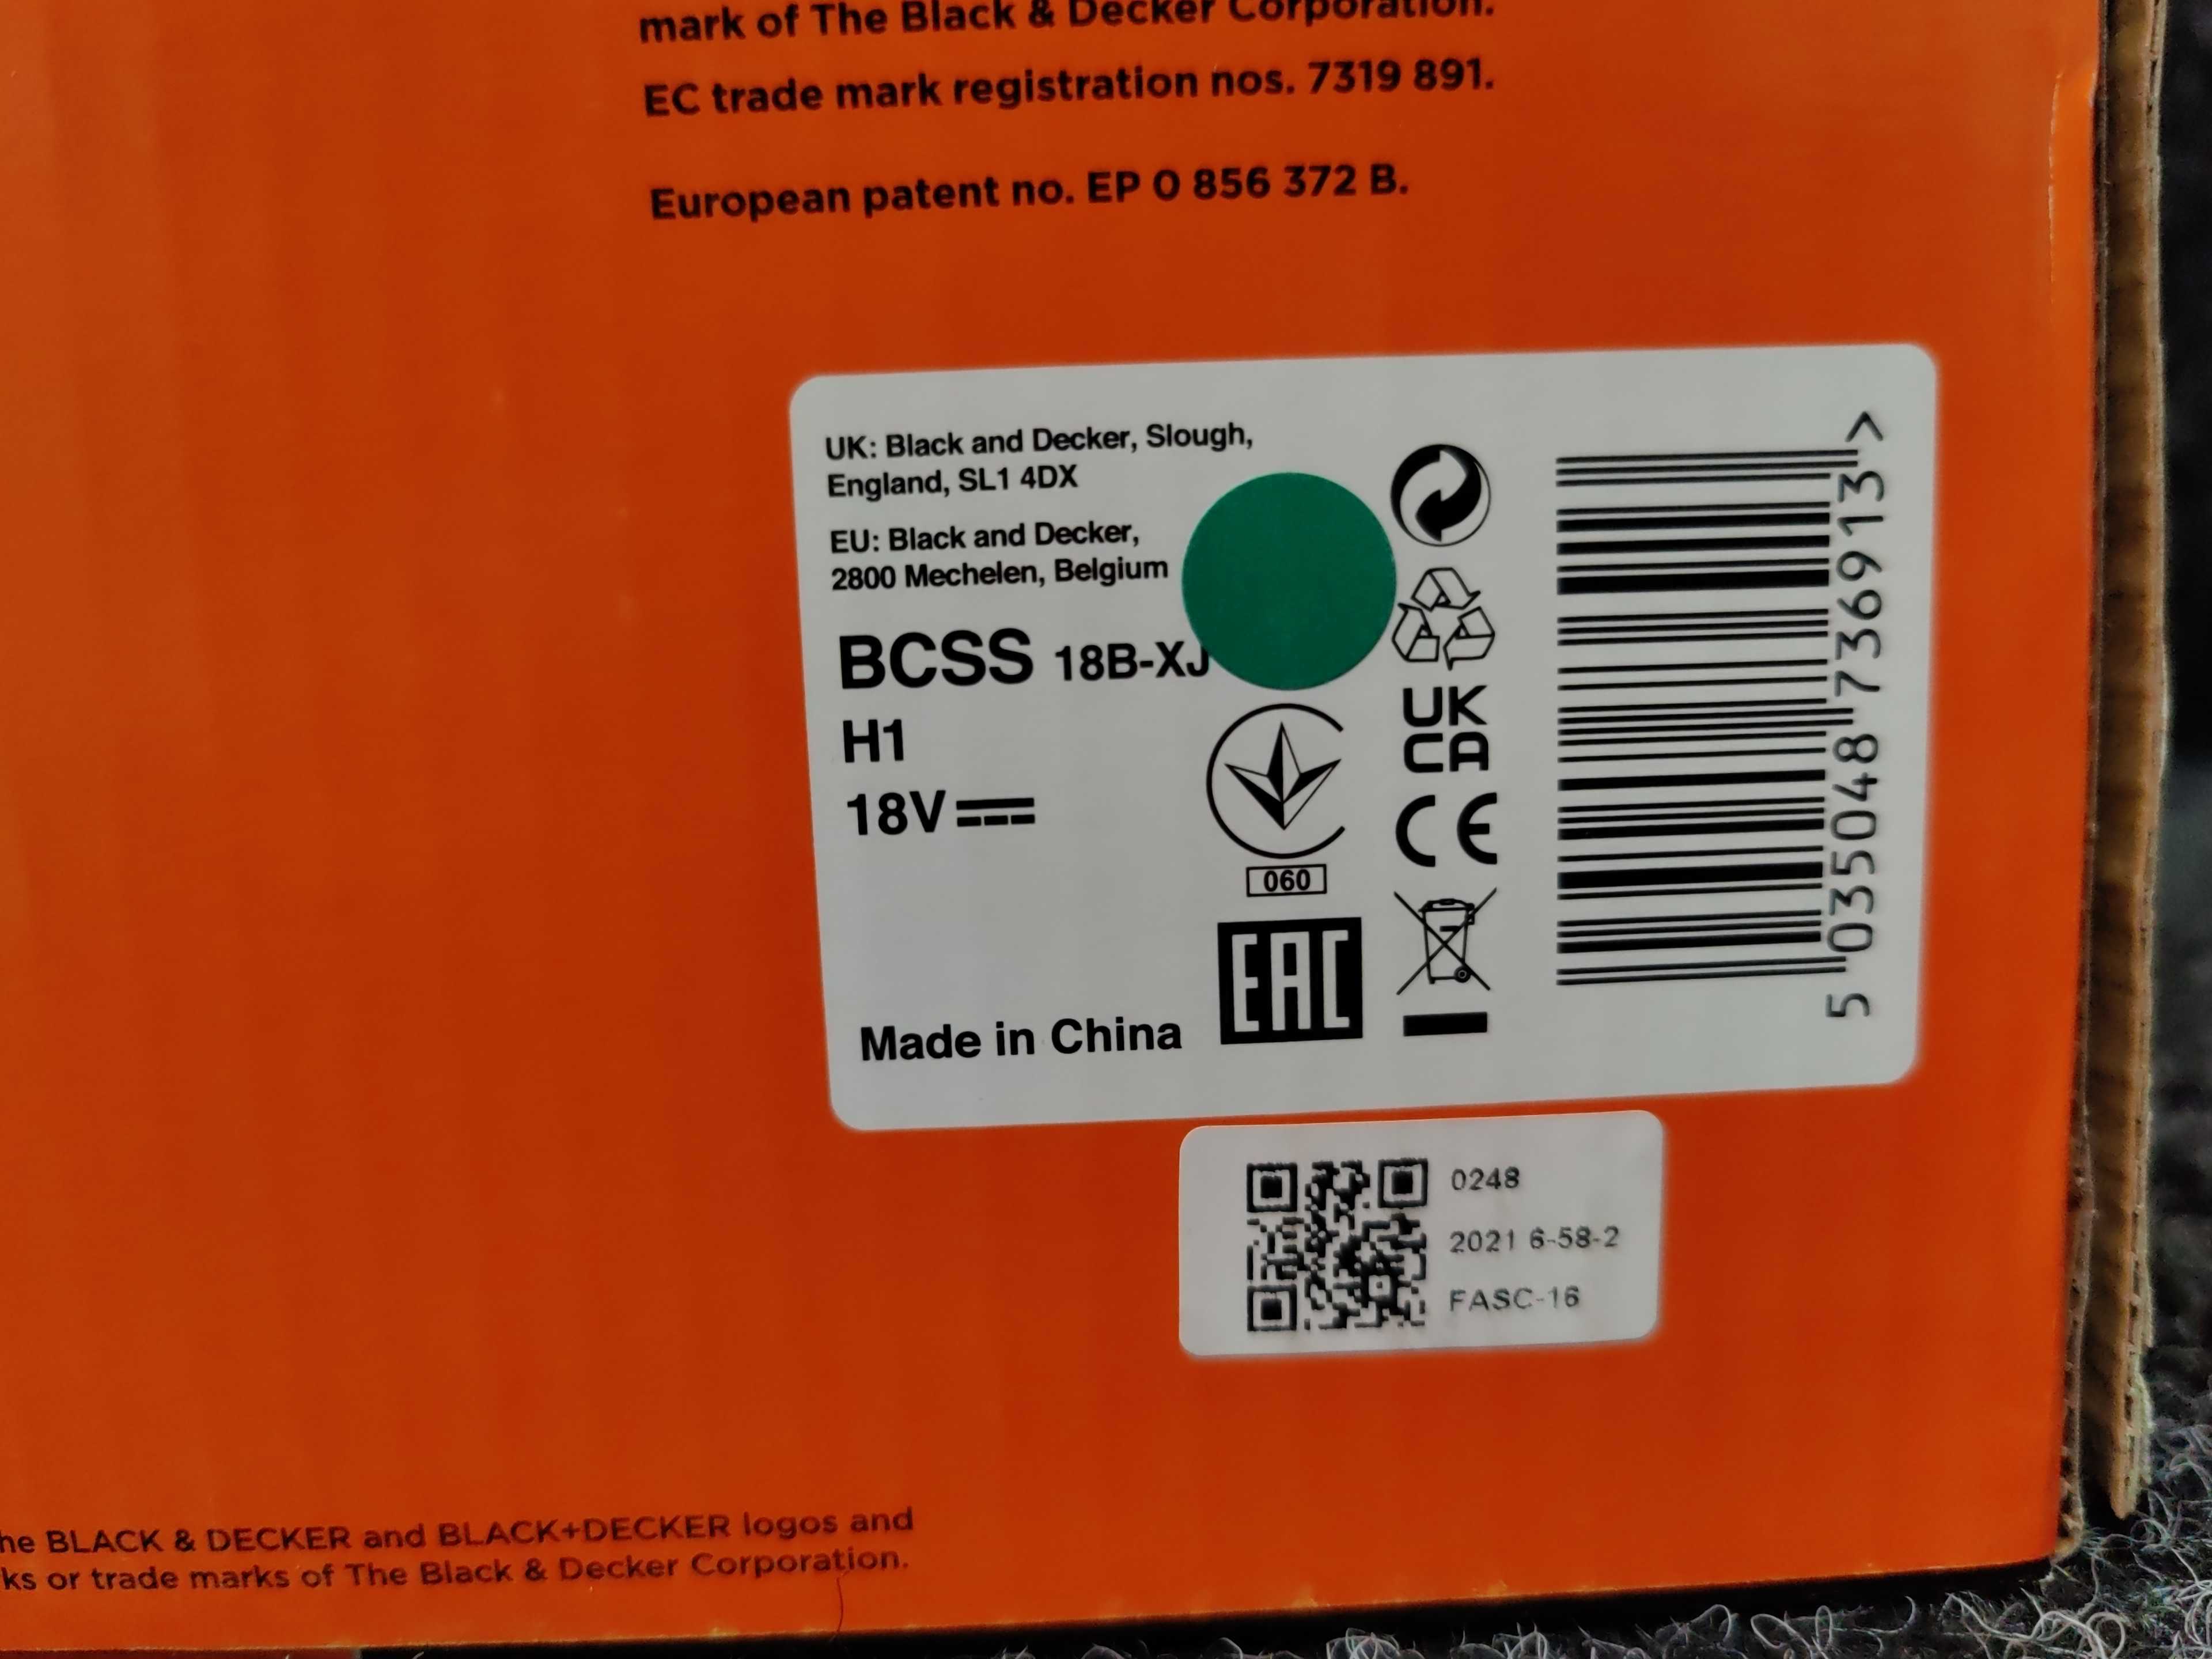 mark of The Black & Decker Corporation.
EC trade mark registration nos. 7319 891.
European patent no. EP 0 856 372 B.
UK: Black and Decker, Slough,
England, SL1 4DX
EU: Black and Decker,
2800 Mechelen, Belgium
BCSS 18B-XJ
H1
18V
Made in China
060
EAC
UK
CA
CE
5 035048 736913 >
0248
2021 6-58-2
FASC-16
he BLACK & DECKER and BLACK+DECKER logos and
ks or trade marks of The Black & Decker Corporation.